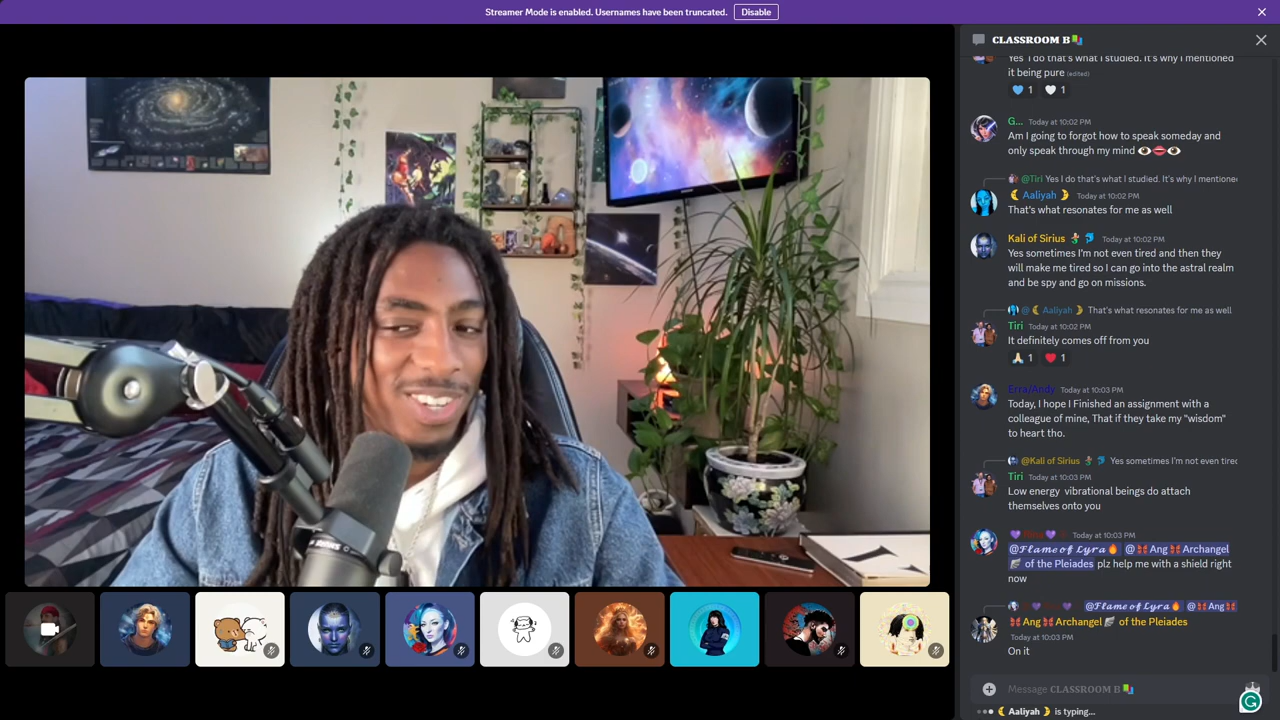 Streamer Mode is enabled. Usernames have been truncated. Disable
CLASSROOM B
Yes I do that's what I studied. It's why I mentioned
it being pure (edited)
1 1
G... Today at 10:02 PM
Am I going to forgot how to speak someday and
only speak through my mind
@Tiri Yes I do that's what I studied. It's why I mentione
Aaliyah Today at 10:02 PM
That's what resonates for me as well
Kali of Sirius Today at 10:02 PM
Yes sometimes I'm not even tired and then they
will make me tired so I can go into the astral realm
and be spy and go on missions.
@ Aaliyah That's what resonates for me as well
Tiri Today at 10:02 PM
It definitely comes off from you
1 1
Erra/Andy Today at 10:03 PM
Today, I hope I Finished an assignment with a
colleague of mine, That if they take my "wisdom"
to heart tho.
@Kali of Sirius Yes sometimes I'm not even tired
Tiri Today at 10:03 PM
Low energy vibrational beings do attach
themselves onto you
Today at 10:03 PM
@𝓕𝓵𝓪𝓶𝓮 𝓸𝓯 𝓛𝔂𝓻𝓪 @ Ang Archangel
of the Pleiades plz help me with a shield right
now
@𝓕𝓵𝓪𝓶𝓮 𝓸𝓯 𝓛𝔂𝓻𝓪 @ Ang
Ang Archangel of the Pleiades
Today at 10:03 PM
On it
Message CLASSROOM B
Aaliyah is typing...